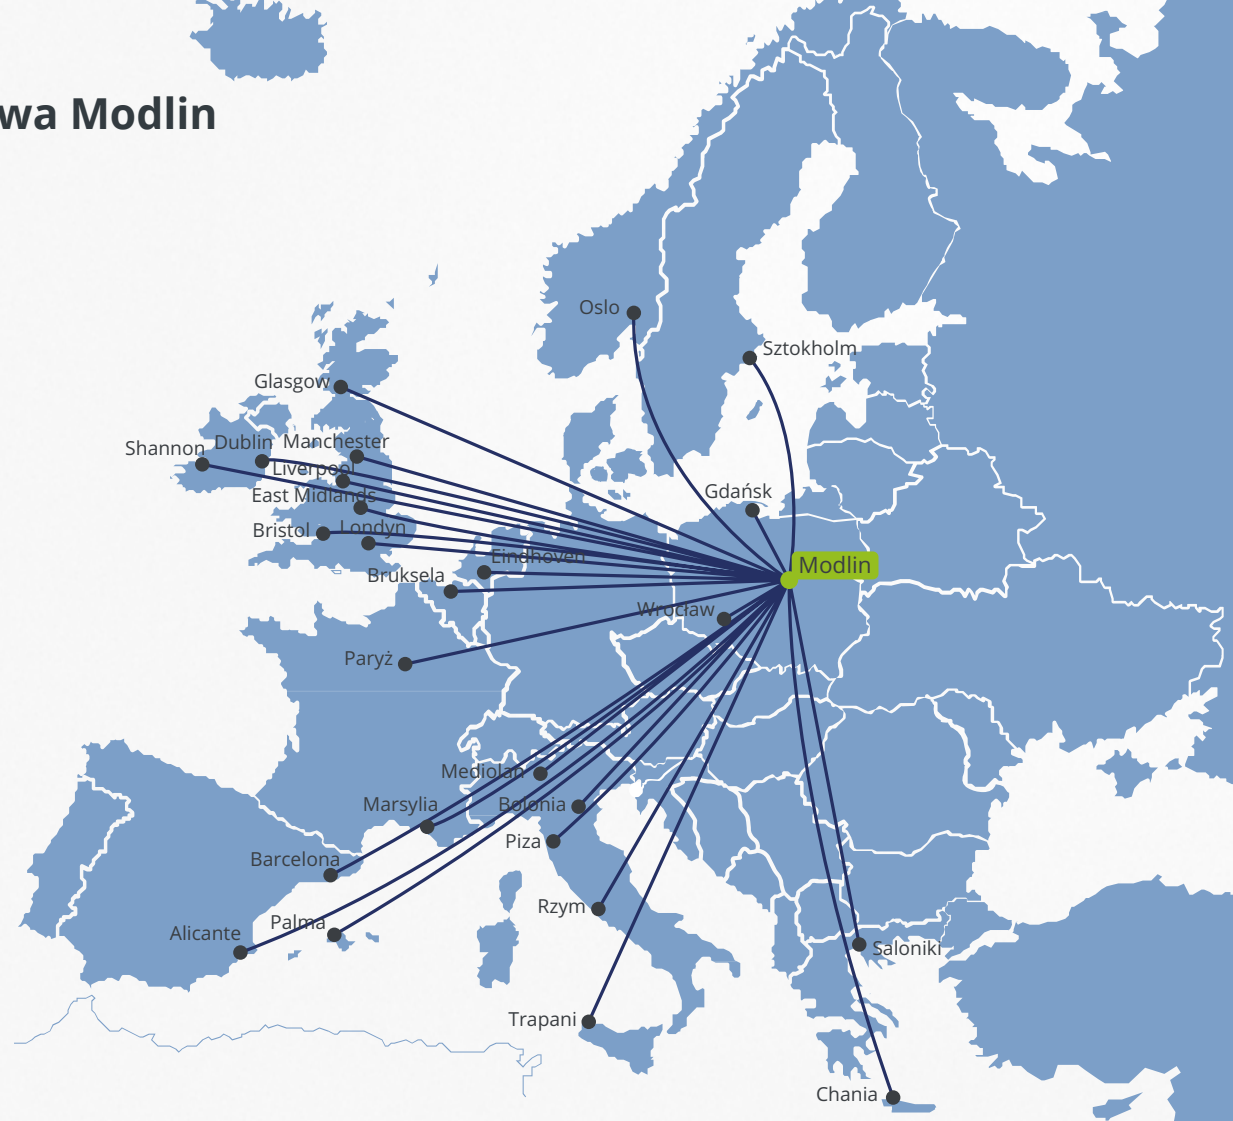 wa Modlin
Oslo
Sztokholm
Glasgow
Shannon
Dublin
Manchester
Liverpool
East Midlands
Gdańsk
Bristol
Londyn
Eindhoven
Modlin
Bruksela
Wrocław
Paryż
Mediolan
Marsylia
Bolonia
Piza
Barcelona
Rzym
Palma
Alicante
Saloniki
Trapani
Chania